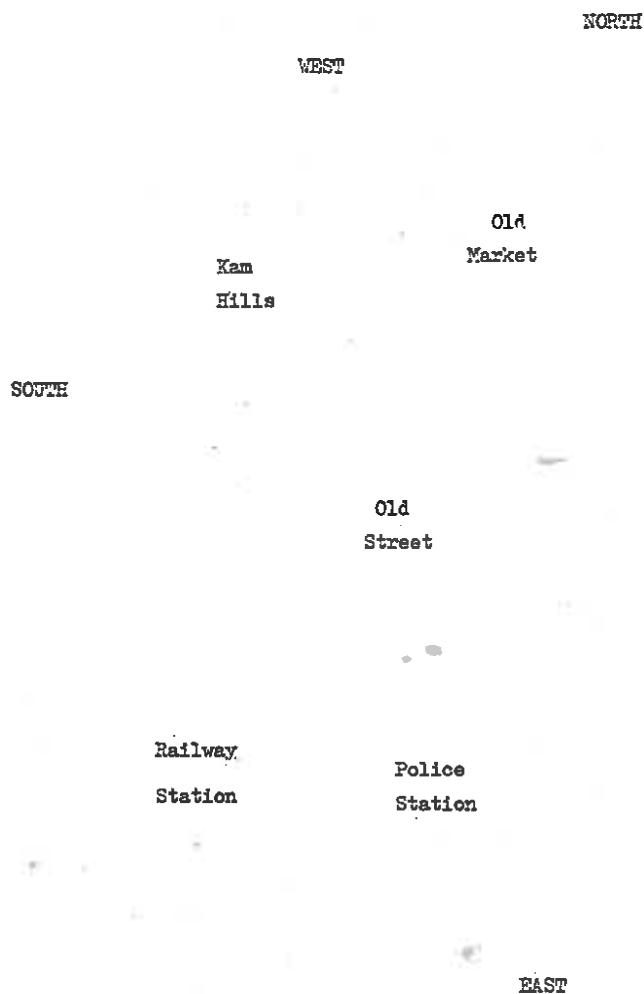 NORTH
WEST
Old
Market
Kam
Hills
SOUTH
Old
Street
Railway
Station
Police
Station
EAST